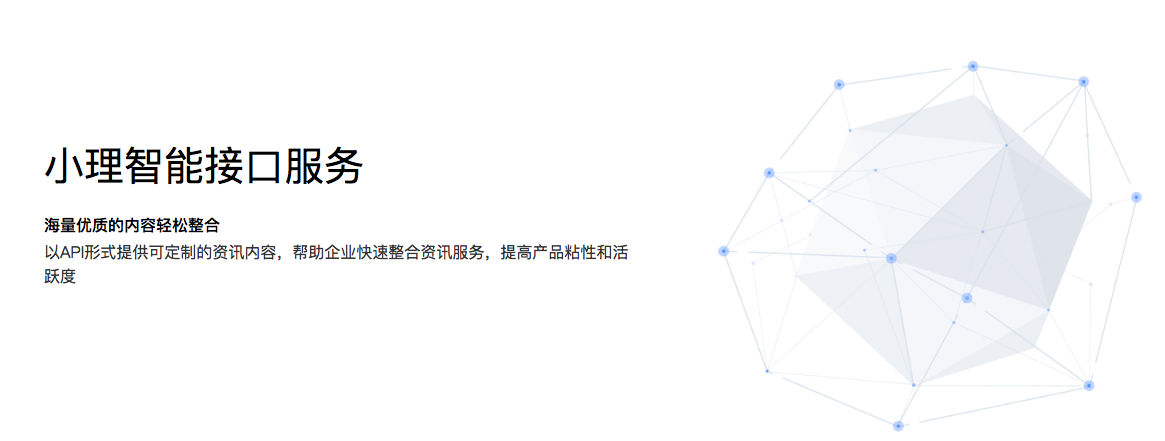 小理智能接口服务
海量优质的内容轻松整合
以API形式提供可定制的资讯内容，帮助企业快速整合资讯服务，提高产品粘性和活
跃度